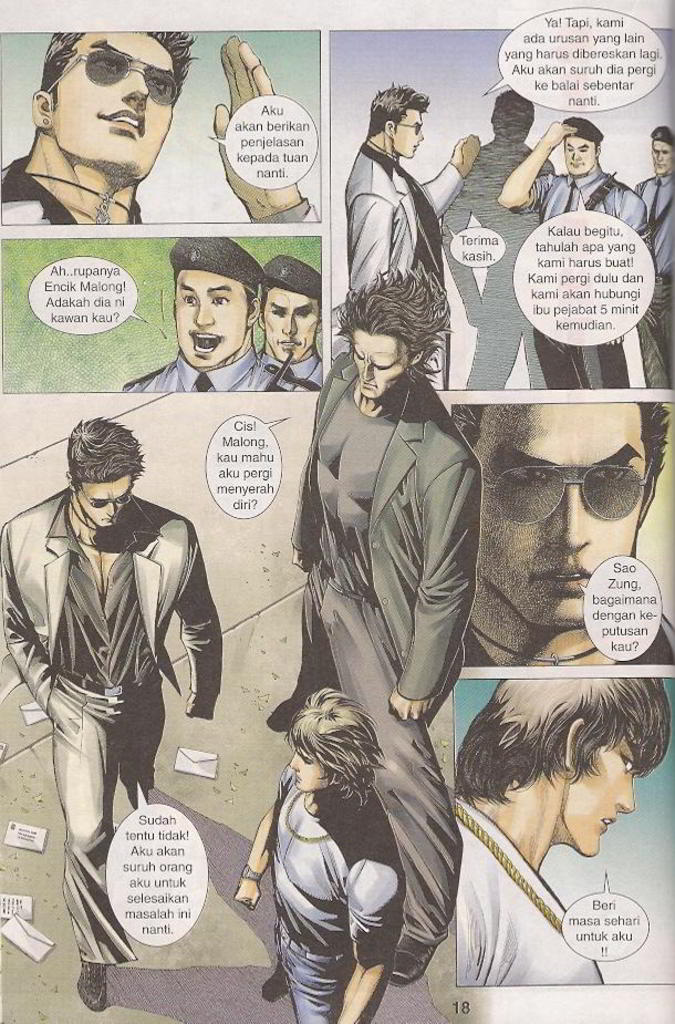 Aku
akan berikan
penjelasan
kepada tuan
nanti.
Ya! Tapi, kami
ada urusan yang lain
yang harus dibereskan lagi.
Aku akan suruh dia pergi
ke balai sebentar
nanti.
Terima
kasih.
Kalau begitu,
tahulah apa yang
kami harus buat!
Kami pergi dulu dan
kami akan hubungi
ibu pejabat 5 minit
kemudian.
Ah..rupanya
Encik Malong!
Adakah dia ni
kawan kau?
Cis!
Malong,
kau mahu
aku pergi
menyerah
diri?
Sudah
tentu tidak!
Aku akan
suruh orang
aku untuk
selesaikan
masalah ini
nanti.
Sao
Zung,
bagaimana
dengan ke-
putusan
kau?
Beri
masa sehari
untuk aku
!!
18